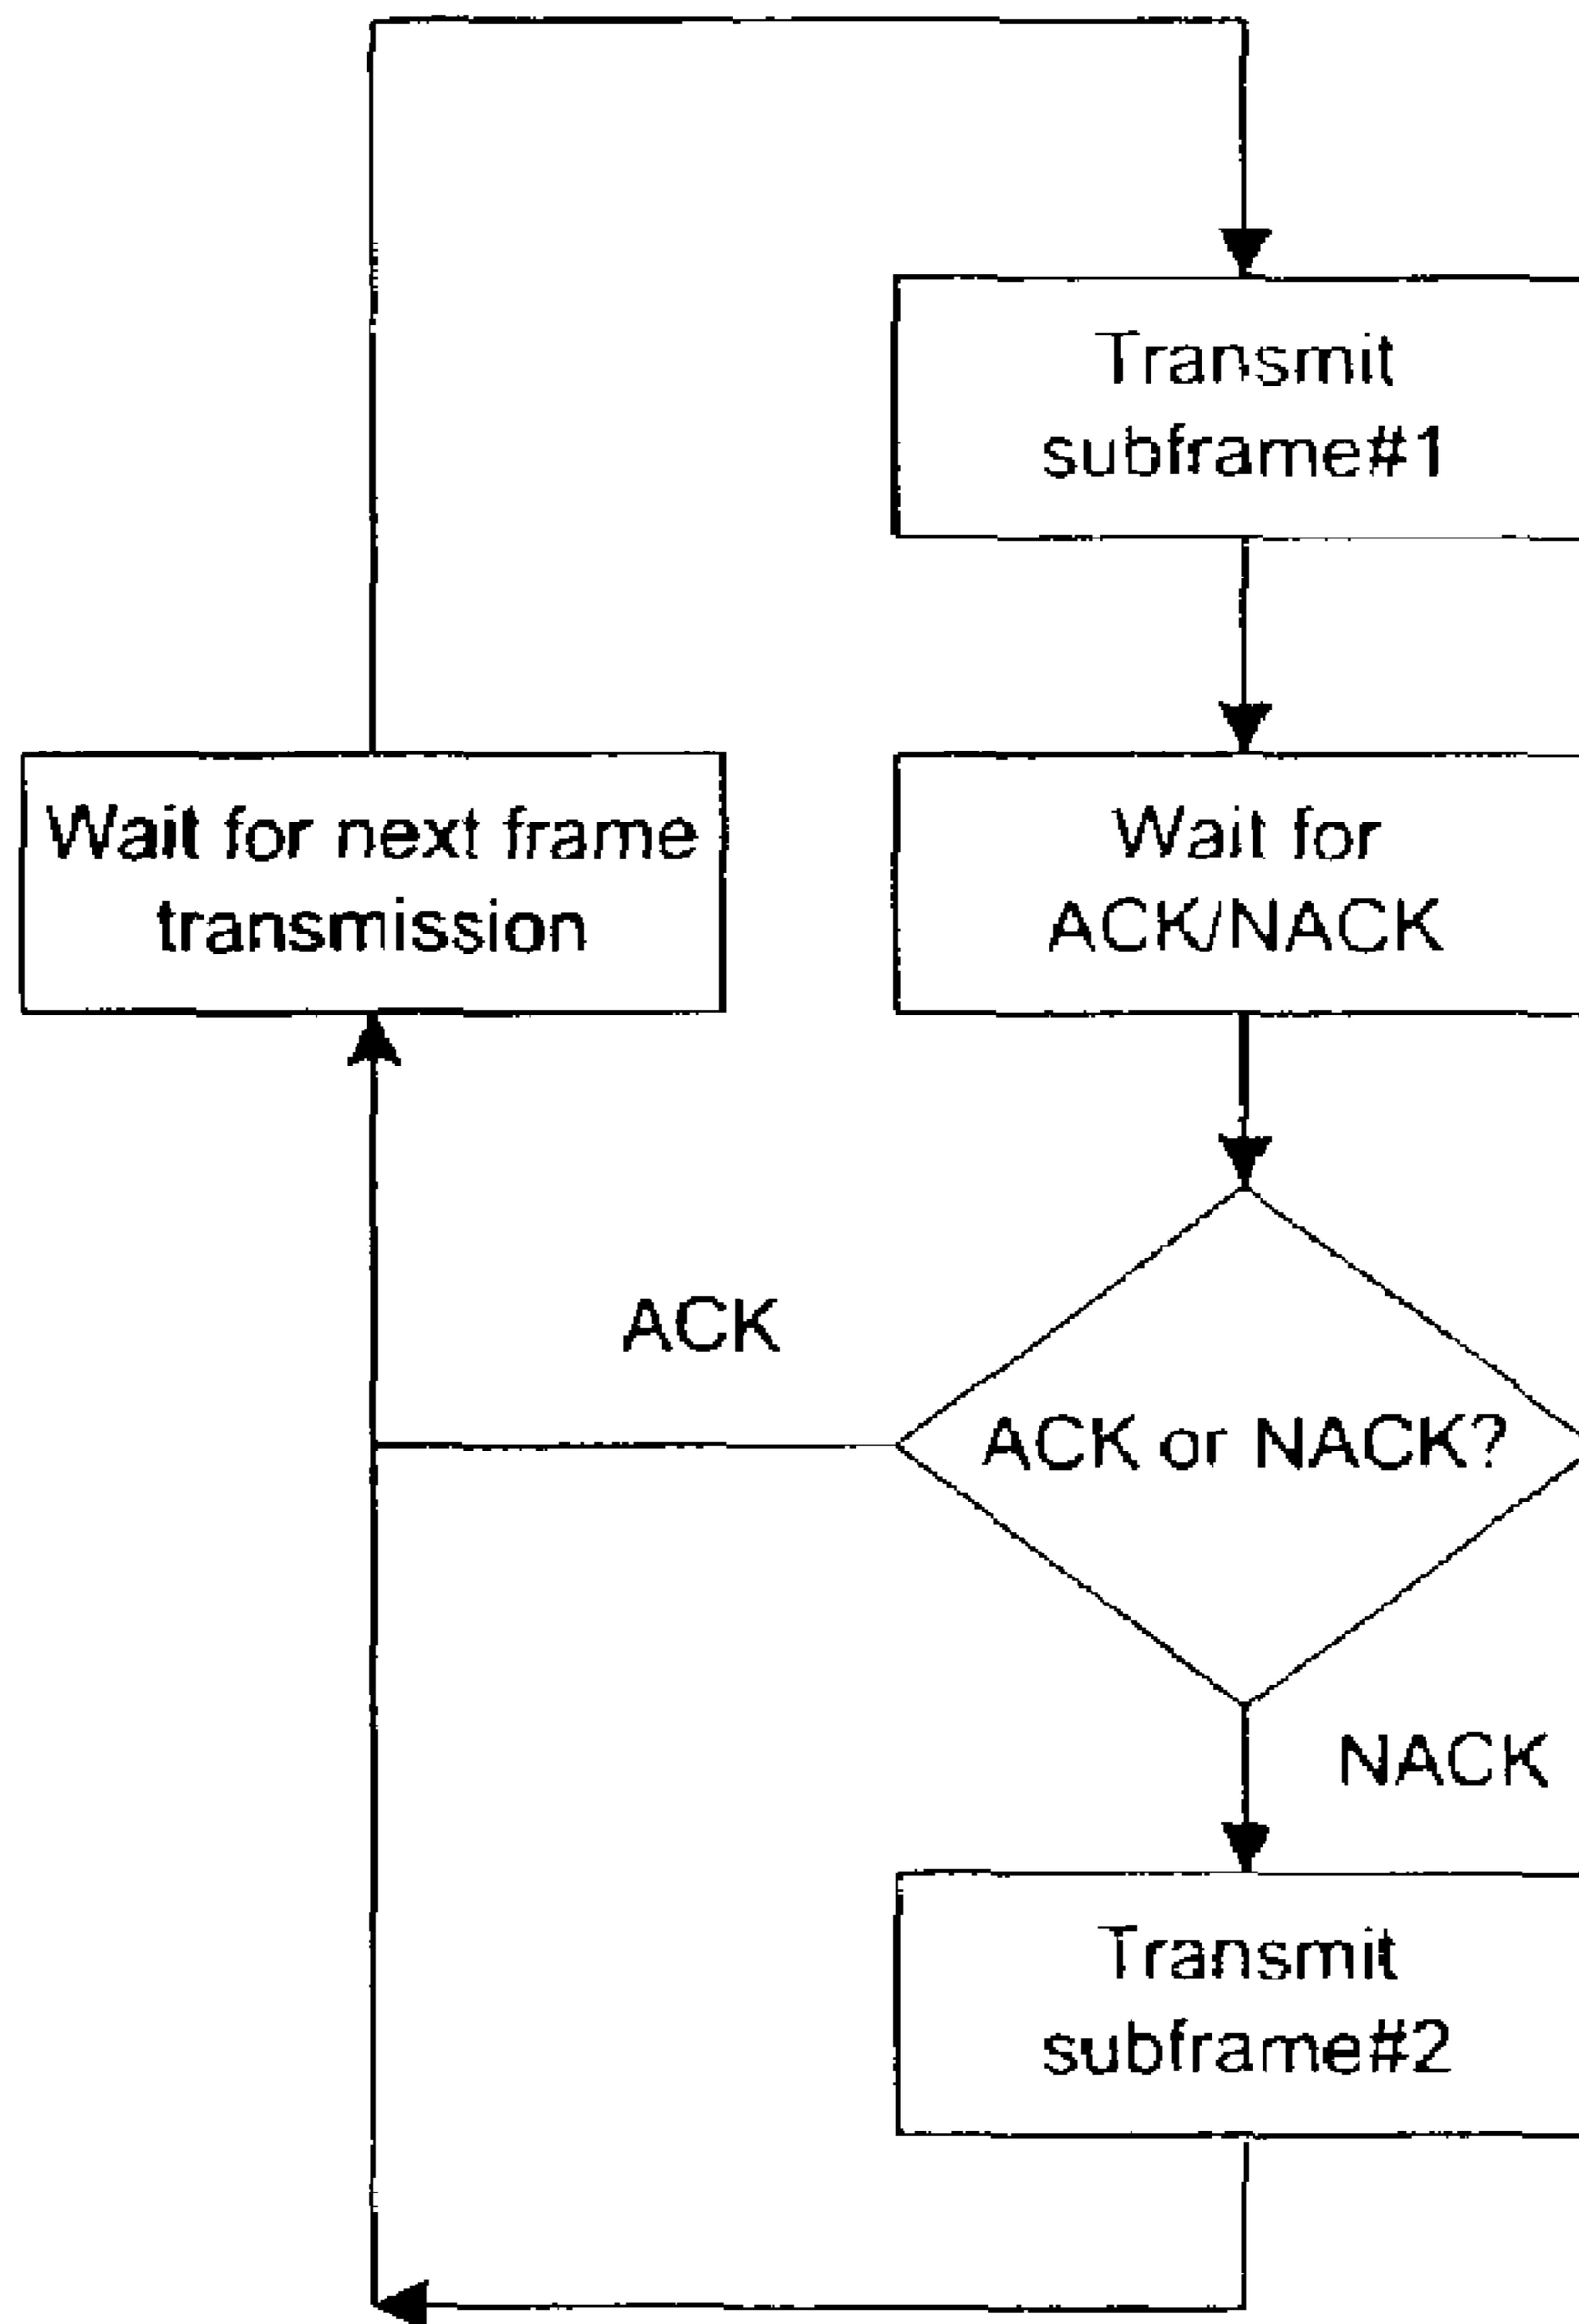 Transmit
subframe#1
Wait for next frame
transmission
Wait for
ACK/NACK
ACK
ACK or NACK?
NACK
Transmit
subframe#2